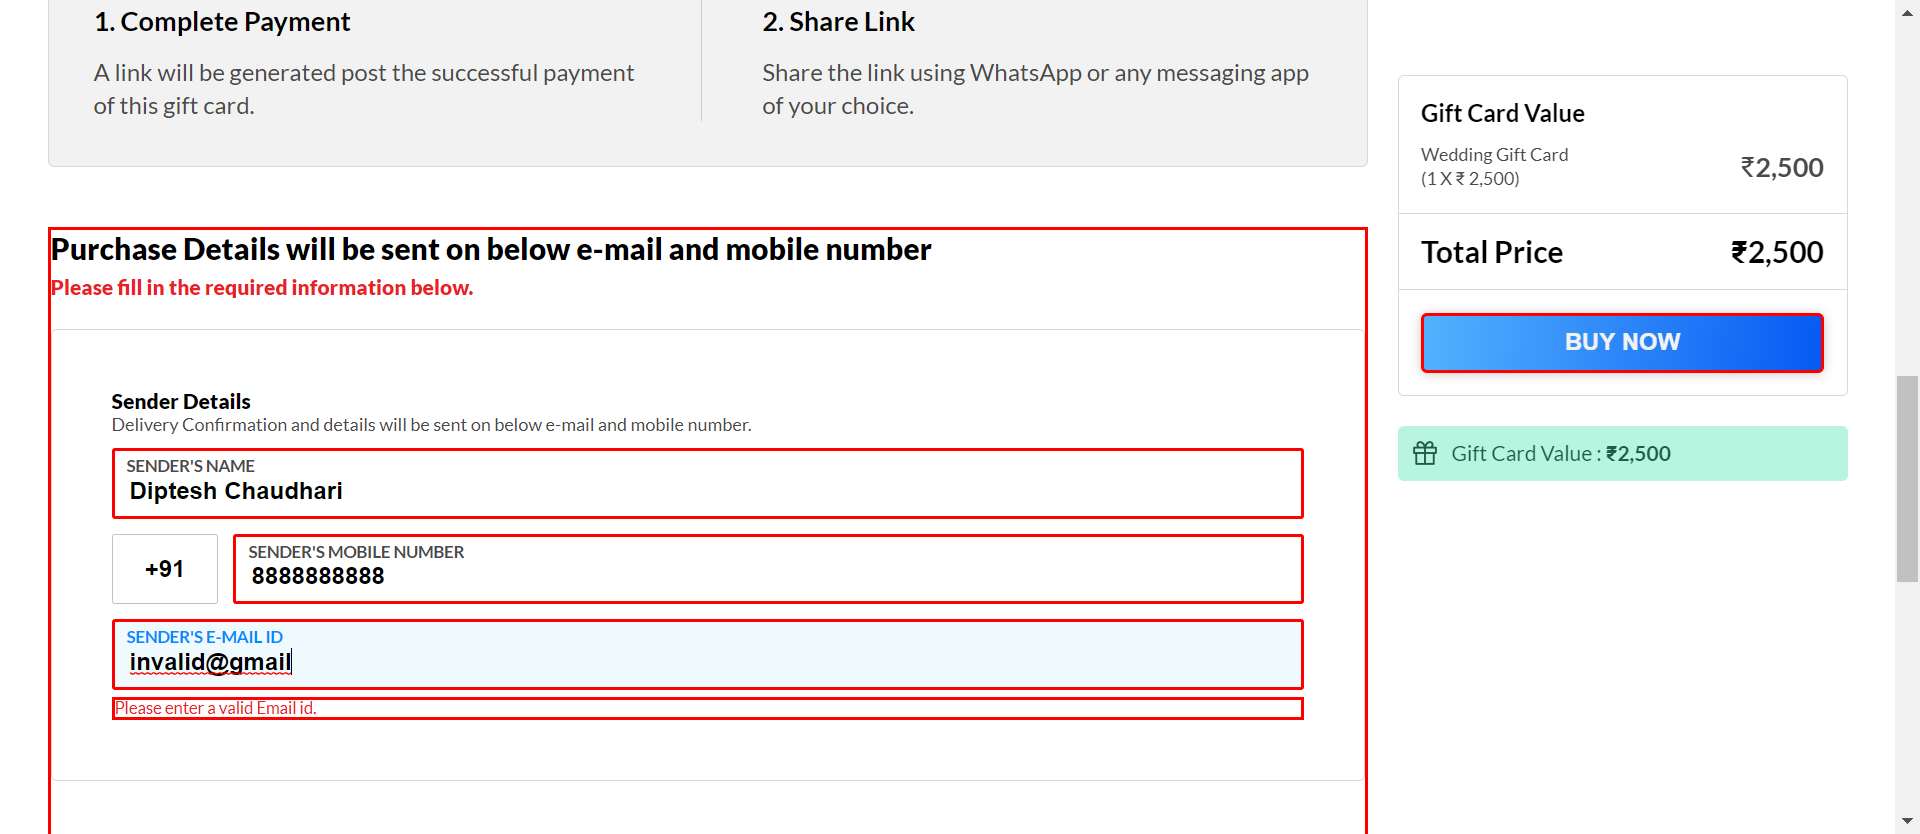 1. Complete Payment
A link will be generated post the successful payment
of this gift card.
2. Share Link
Share the link using WhatsApp or any messaging app
of your choice.
Purchase Details will be sent on below e-mail and mobile number
Please fill in the required information below.
Sender Details
Delivery Confirmation and details will be sent on below e-mail and mobile number.
SENDER'S NAME
Diptesh Chaudhari
+91
SENDER'S MOBILE NUMBER
8888888888
SENDER'S E-MAIL ID
invalid@gmail
Please enter a valid Email id.
Gift Card Value
Wedding Gift Card
(1 X ₹ 2,500)
₹2,500
Total Price
₹2,500
BUY NOW
Gift Card Value : ₹2,500